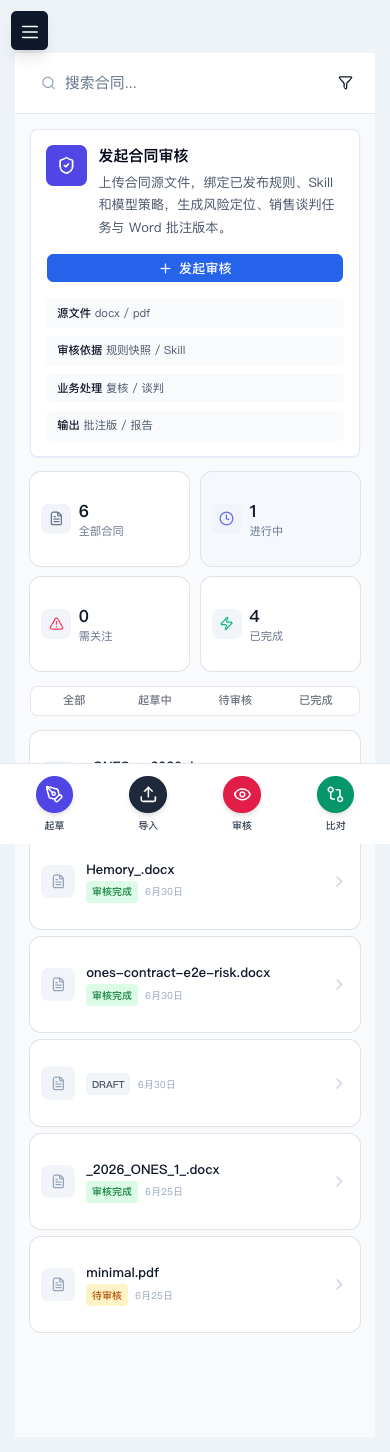 搜索合同...
发起合同审核
上传合同源文件，绑定已发布规则、Skill
和模型策略，生成风险定位、销售谈判任
务与 Word 批注版本。
+ 发起审核
源文件 docx / pdf
审核依据 规则快照 / Skill
业务处理 复核 / 谈判
输出 批注版 / 报告
6
全部合同
1
进行中
0
需关注
4
已完成
全部 起草中 待审核 已完成
起草 导入 审核 比对
Hemory_.docx
审核完成 6月30日
ones-contract-e2e-risk.docx
审核完成 6月30日
DRAFT 6月30日
_2026_ONES_1_.docx
审核完成 6月25日
minimal.pdf
待审核 6月25日